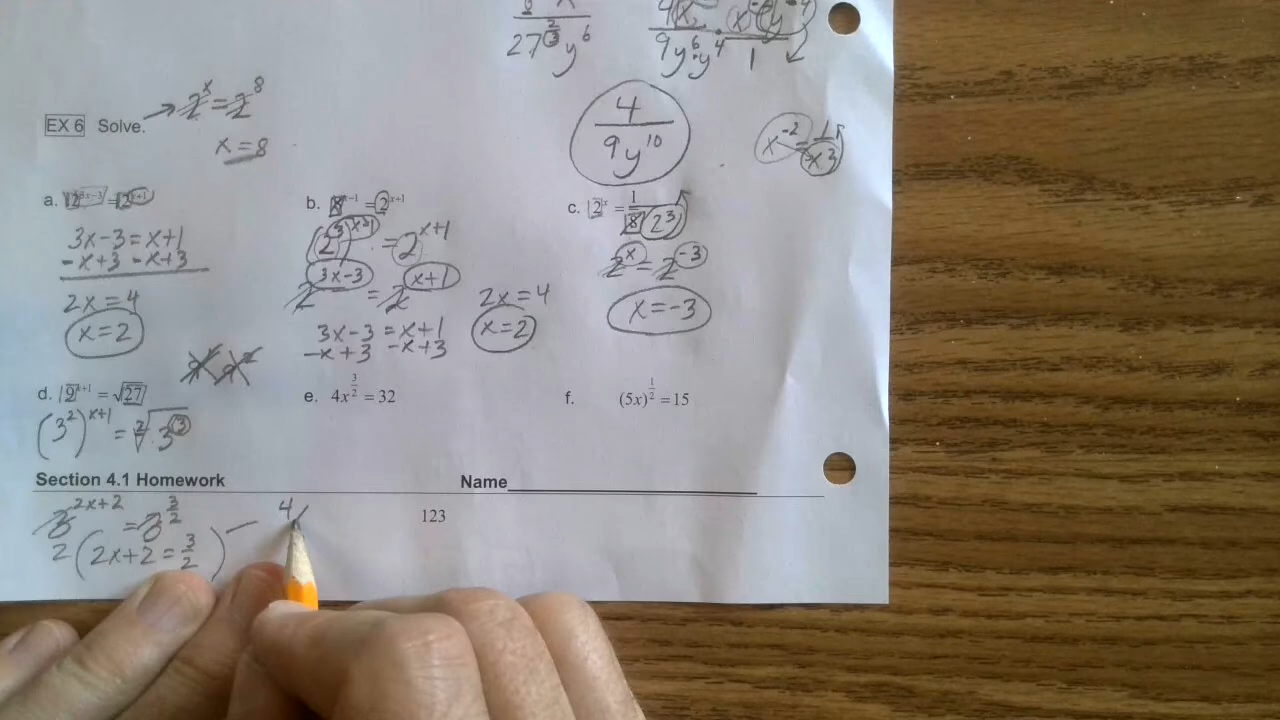 27^{2/3} y^6
9y^6·y^4 1
4
9y^{10}
x^{-2} = 1/x^2
→ 2^x = 2^8
EX 6 Solve.
x = 8
a. 2^{3x-3} = 2^{x+1}
3x-3 = x+1
-x+3 -x+3
2x = 4
x = 2
b. 8^{x-1} = 2^{x+1}
= 2^{x+1}
2^{3x-3} = 2^{x+1}
3x-3 = x+1
-x+3 -x+3
2x = 4
x = 2
c. 2^x = 1/8 2^3
2^x = 2^{-3}
x = -3
d. 9^{x+1} = √27
(3^2)^{x+1} = ²√3^3
e. 4x^{3/2} = 32
f. (5x)^{1/2} = 15
Section 4.1 Homework Name
3^{2x+2} = 3^{3/2}
2(2x+2 = 3/2) — 4
123